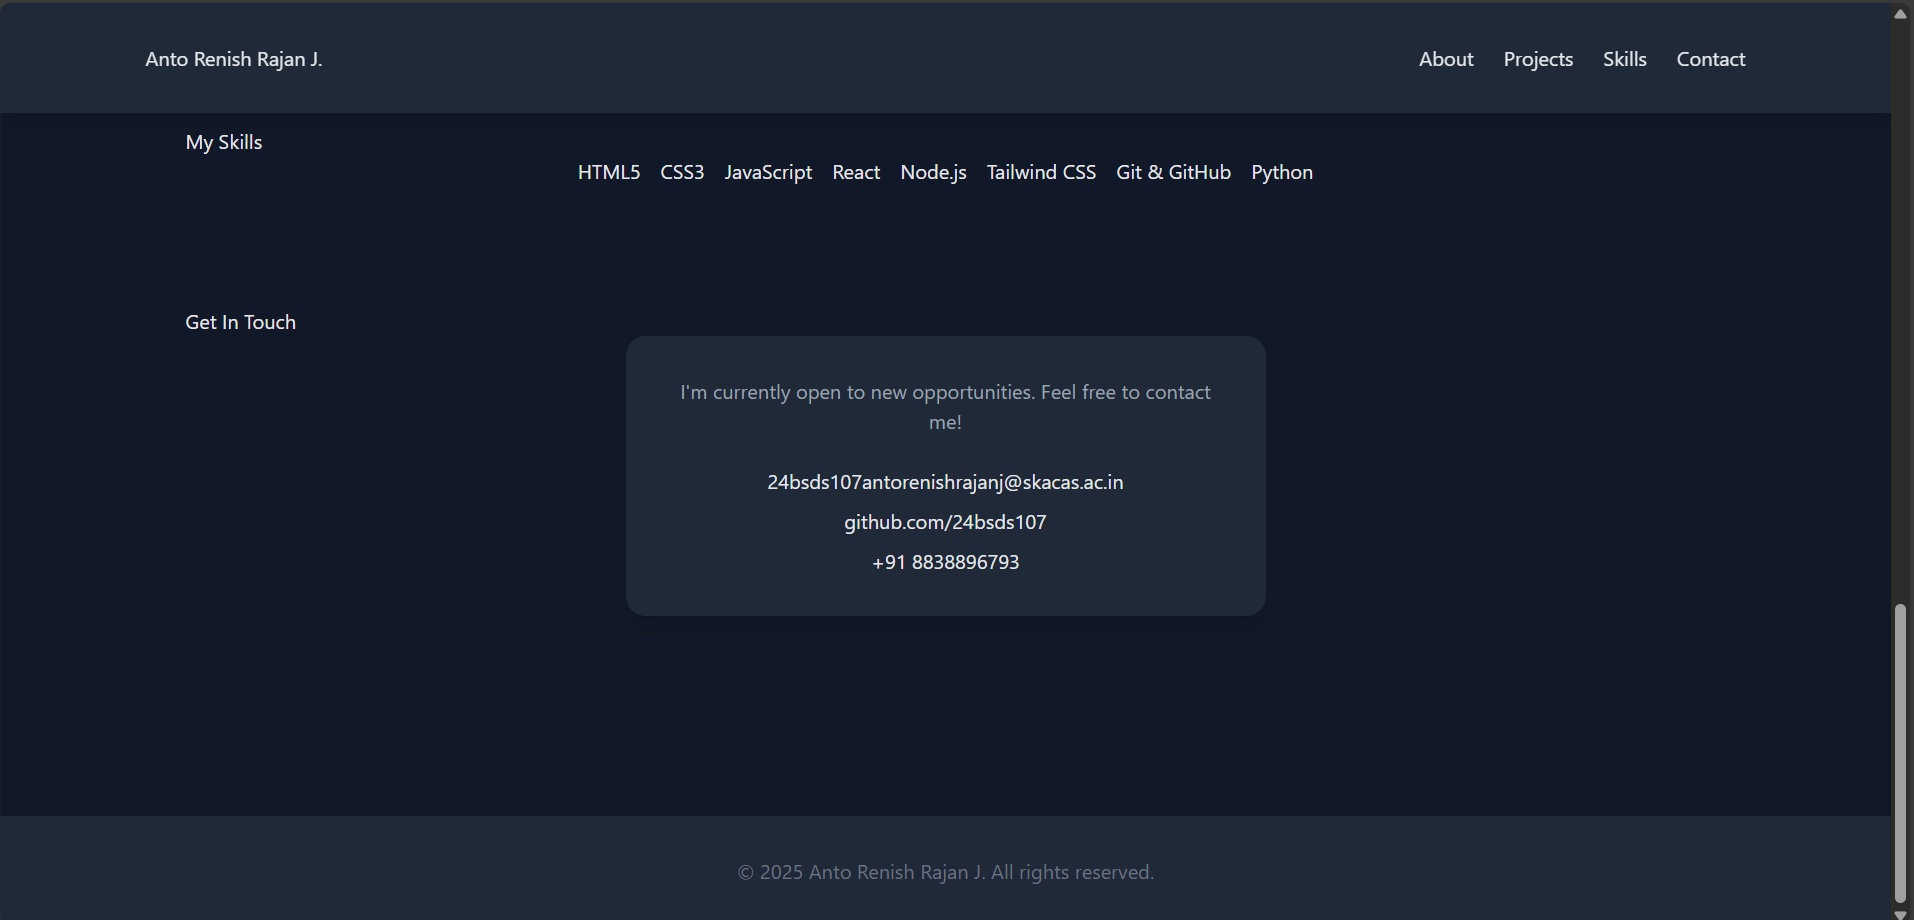 Anto Renish Rajan J.
About Projects Skills Contact
My Skills
HTML5 CSS3 JavaScript React Node.js Tailwind CSS Git & GitHub Python
Get In Touch
I'm currently open to new opportunities. Feel free to contact
me!
24bsds107antorenishrajanj@skacas.ac.in
github.com/24bsds107
+91 8838896793
© 2025 Anto Renish Rajan J. All rights reserved.